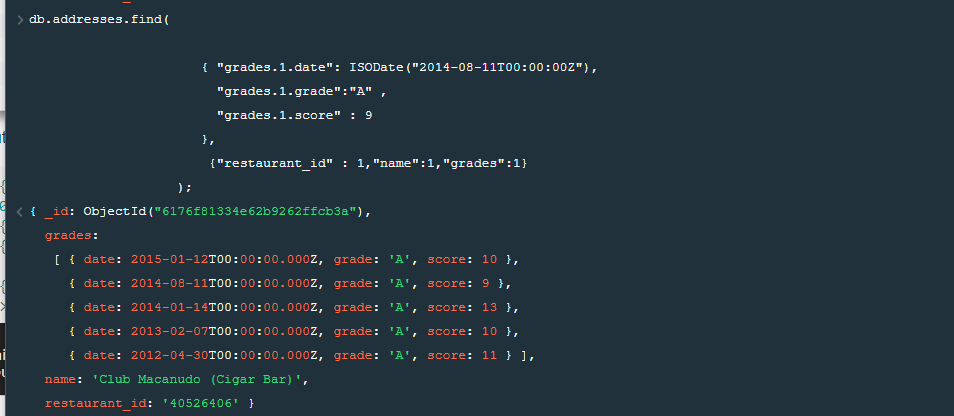 > db.addresses.find(
{ "grades.1.date": ISODate("2014-08-11T00:00:00Z"),
"grades.1.grade":"A" ,
"grades.1.score" : 9
},
{"restaurant_id" : 1,"name":1,"grades":1}
);
< { _id: ObjectId("6176f81334e62b9262ffcb3a"),
grades:
[ { date: 2015-01-12T00:00:00.000Z, grade: 'A', score: 10 },
{ date: 2014-08-11T00:00:00.000Z, grade: 'A', score: 9 },
{ date: 2014-01-14T00:00:00.000Z, grade: 'A', score: 13 },
{ date: 2013-02-07T00:00:00.000Z, grade: 'A', score: 10 },
{ date: 2012-04-30T00:00:00.000Z, grade: 'A', score: 11 } ],
name: 'Club Macanudo (Cigar Bar)',
restaurant_id: '40526406' }